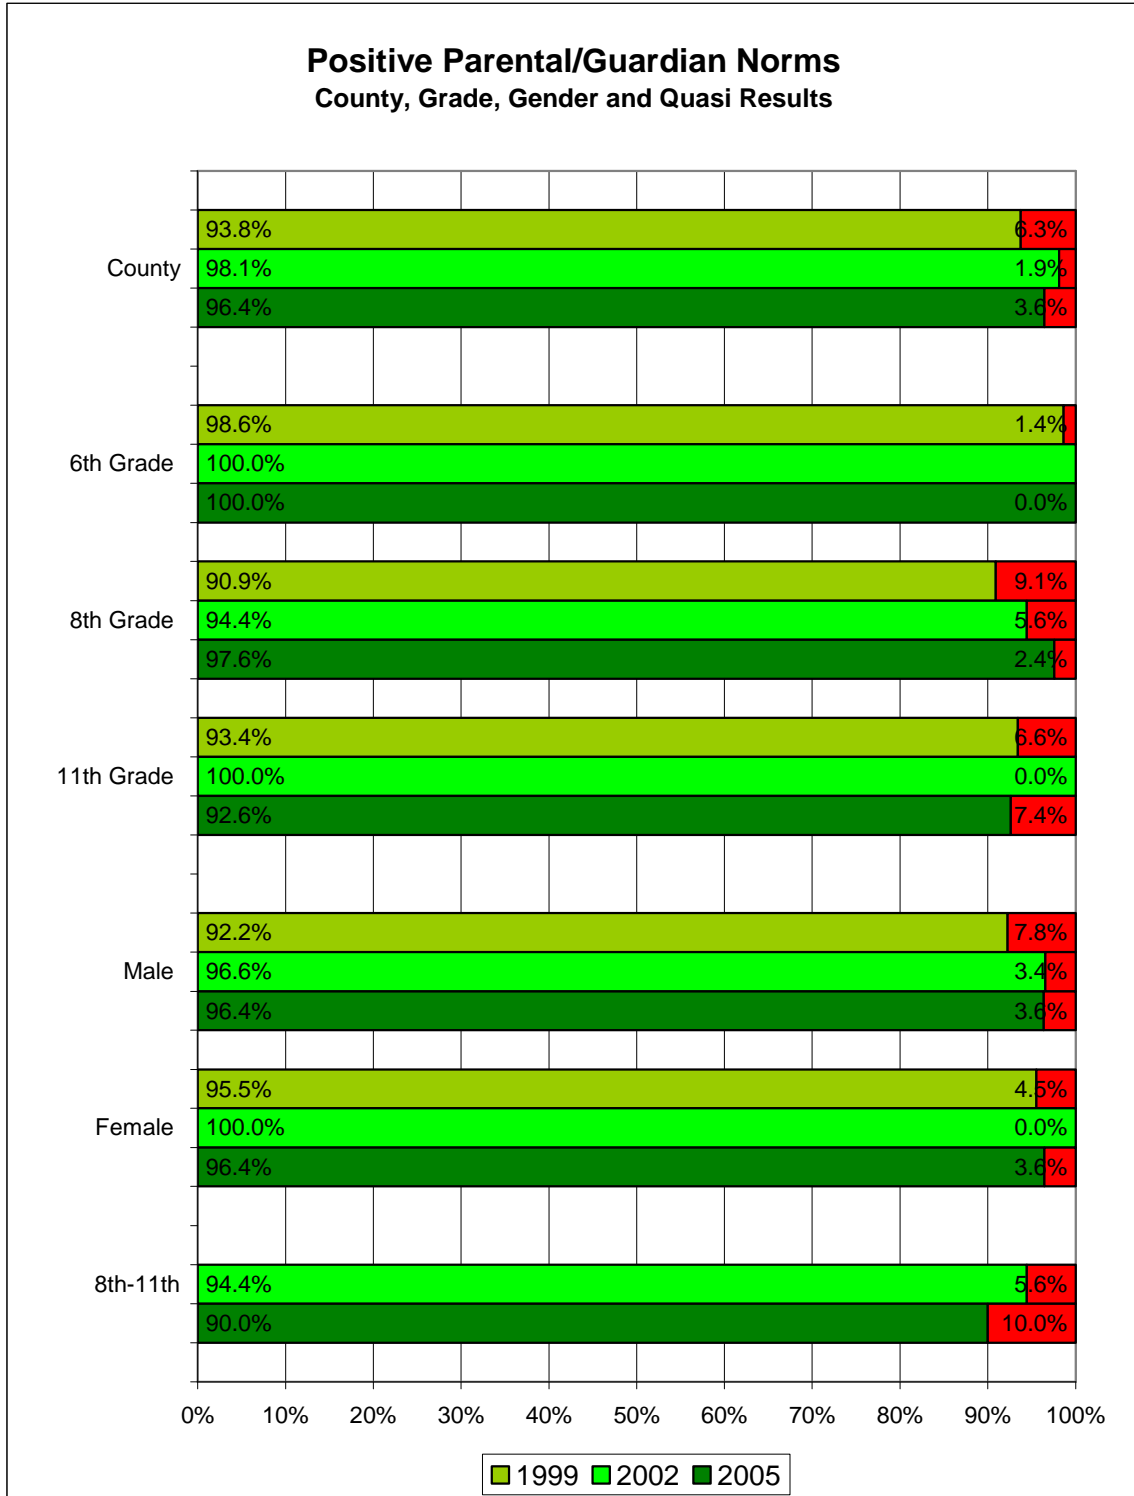 Positive Parental/Guardian Norms
County, Grade, Gender and Quasi Results
93.8% 6.3%
County 98.1% 1.9%
96.4% 3.6%
98.6% 1.4%
6th Grade 100.0%
100.0% 0.0%
90.9% 9.1%
8th Grade 94.4% 5.6%
97.6% 2.4%
93.4% 6.6%
11th Grade 100.0% 0.0%
92.6% 7.4%
92.2% 7.8%
Male 96.6% 3.4%
96.4% 3.6%
95.5% 4.5%
Female 100.0% 0.0%
96.4% 3.6%
8th-11th 94.4% 5.6%
90.0% 10.0%
0% 10% 20% 30% 40% 50% 60% 70% 80% 90% 100%
1999 2002 2005